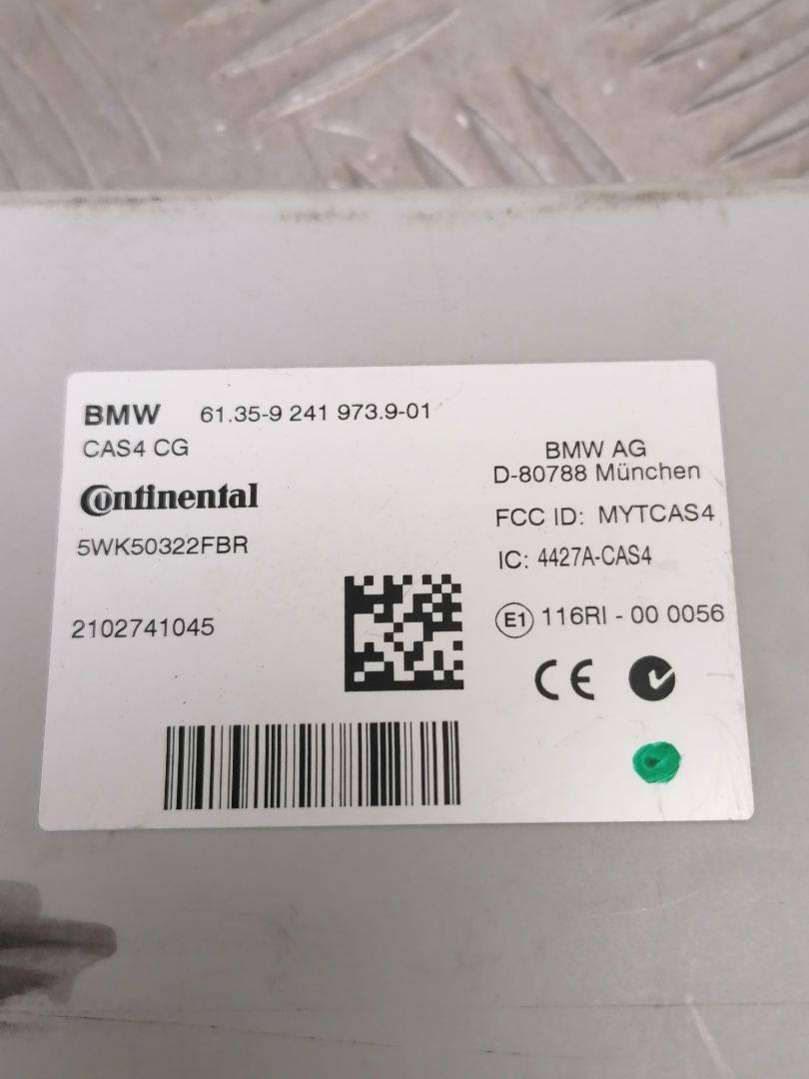 BMW 61.35-9 241 973.9-01
CAS4 CG
Continental
5WK50322FBR
2102741045
BMW AG
D-80788 München
FCC ID: MYTCAS4
IC: 4427A-CAS4
E1 116RI - 00 0056
CE